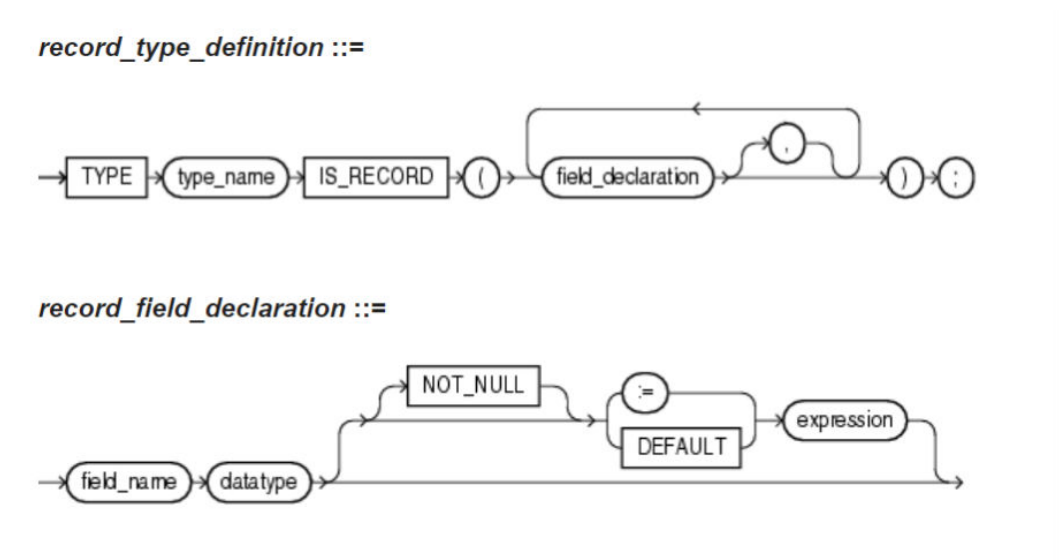 record_type_definition ::=
TYPE type_name IS_RECORD ( field_declaration , ) ;
record_field_declaration ::=
NOT_NULL :=
DEFAULT expression
field_name datatype